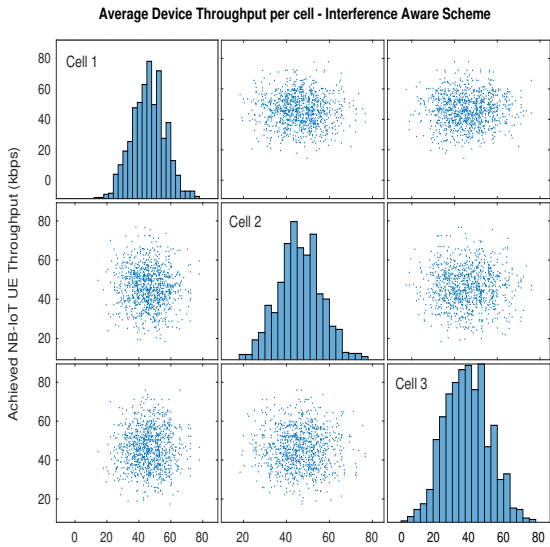 Average Device Throughput per cell - Interference Aware Scheme
Achieved NB-IoT UE Throughput (kbps)
80
Cell 1
60
40
20
0
80
Cell 2
60
40
20
80
Cell 3
60
40
20
0 20 40 60 80
20 40 60 80
0 20 40 60 80